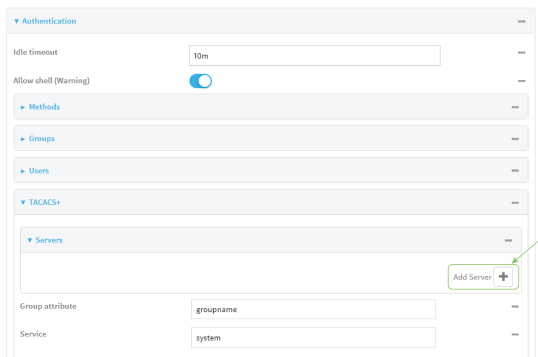 Authentication
Idle timeout
10m
Allow shell (Warning)
Methods
Groups
Users
TACACS+
Servers
Add Server
Group attribute
groupname
Service
system